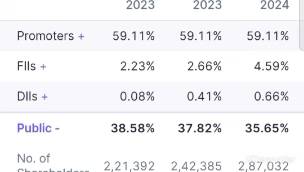 2023 2023 2024
Promoters + 59.11% 59.11% 59.11%
FIIs + 2.23% 2.66% 4.59%
DIIs + 0.08% 0.41% 0.66%
Public - 38.58% 37.82% 35.65%
No. of
Shareholders 2,21,392 2,42,385 2,87,032